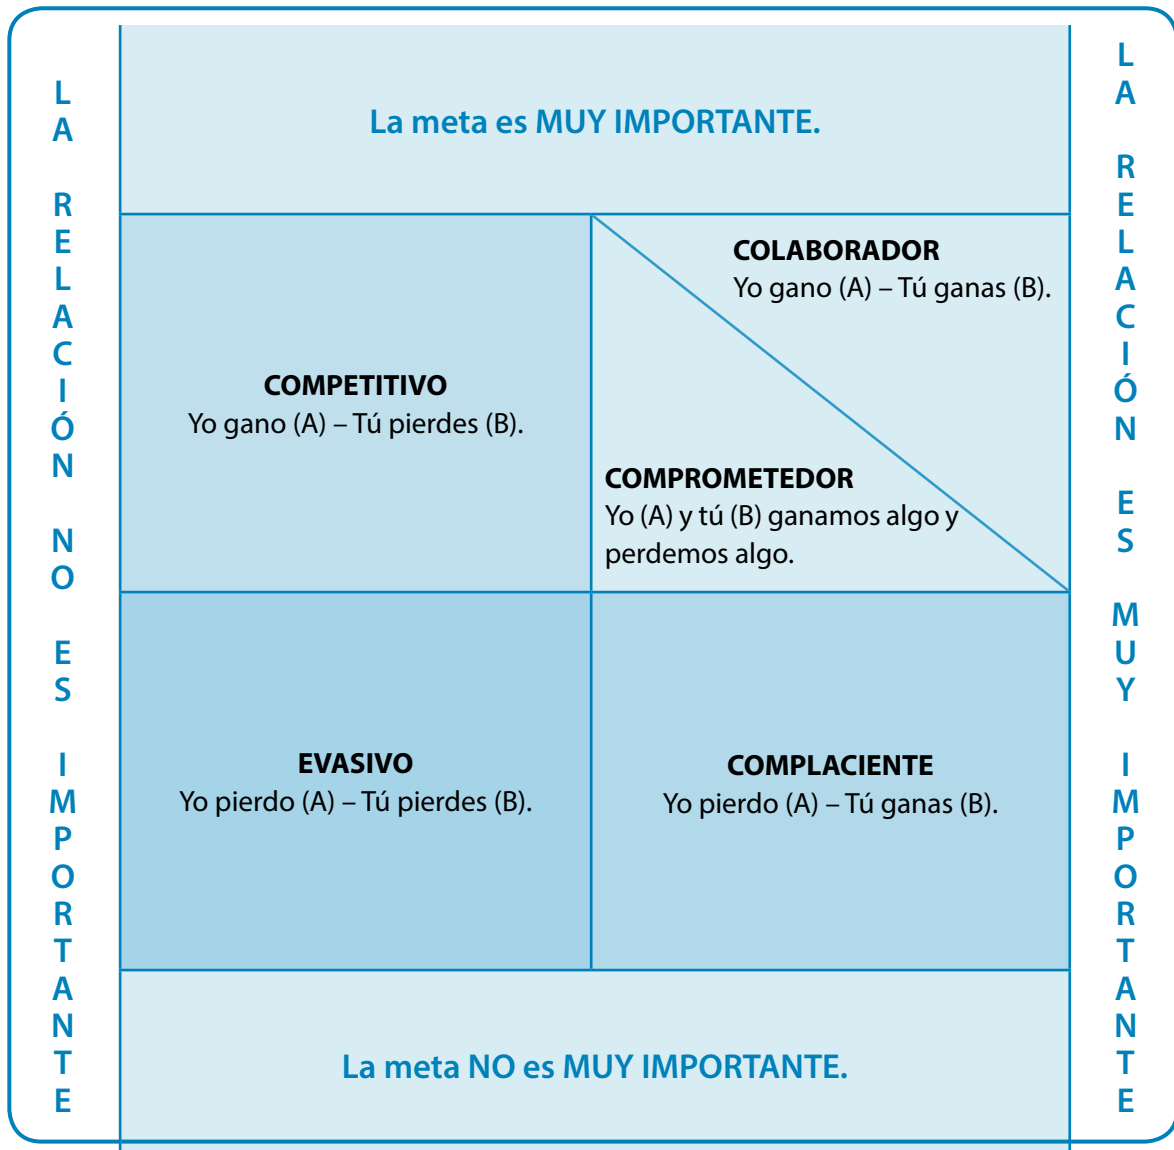 LA RELACIÓN NO ES IMPORTANTE
La meta es MUY IMPORTANTE.
COLABORADOR
Yo gano (A) – Tú ganas (B).
COMPETITIVO
Yo gano (A) – Tú pierdes (B).
COMPROMETEDOR
Yo (A) y tú (B) ganamos algo y
perdemos algo.
EVASIVO
Yo pierdo (A) – Tú pierdes (B).
COMPLACIENTE
Yo pierdo (A) – Tú ganas (B).
La meta NO es MUY IMPORTANTE.
LA RELACIÓN ES MUY IMPORTANTE